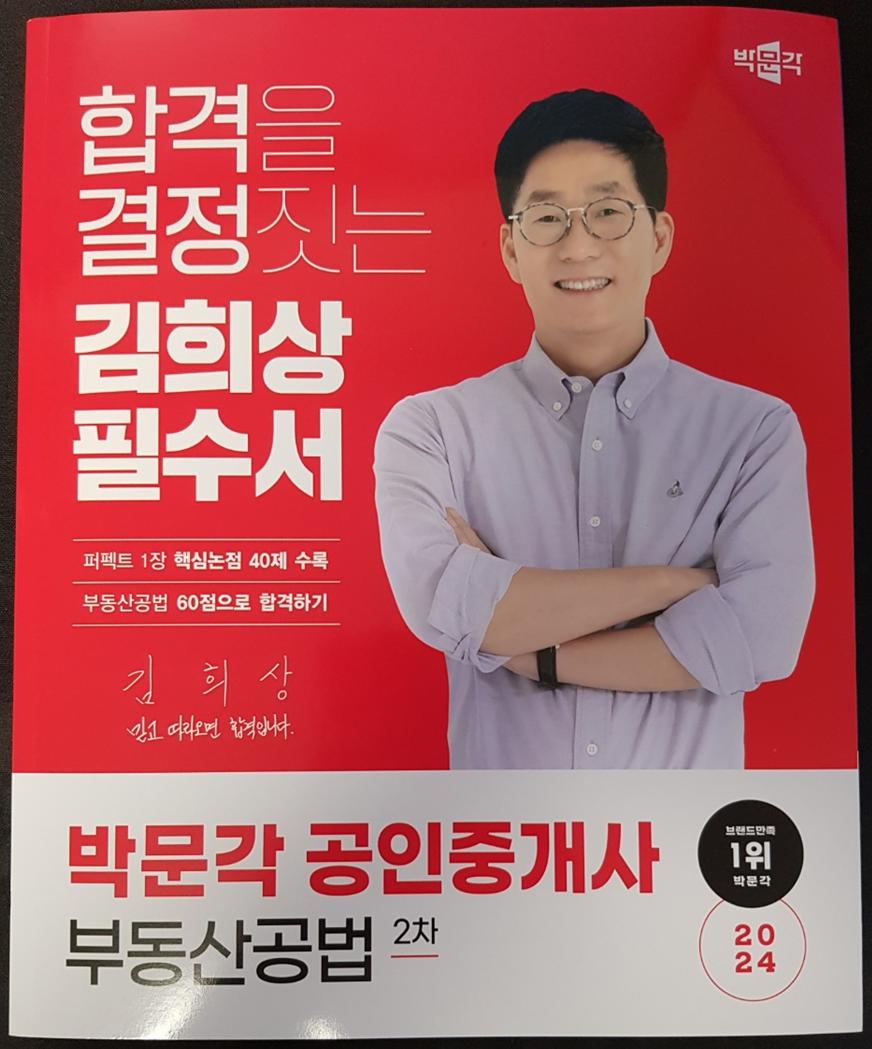 박문각
합격을
결정짓는
김희상
필수서
퍼펙트 1장 핵심논점 40제 수록
부동산공법 60점으로 합격하기
김희상
믿고 따라오면 합격입니다.
박문각 공인중개사
부동산공법 2차
브랜드만족
1위
박문각
20
24